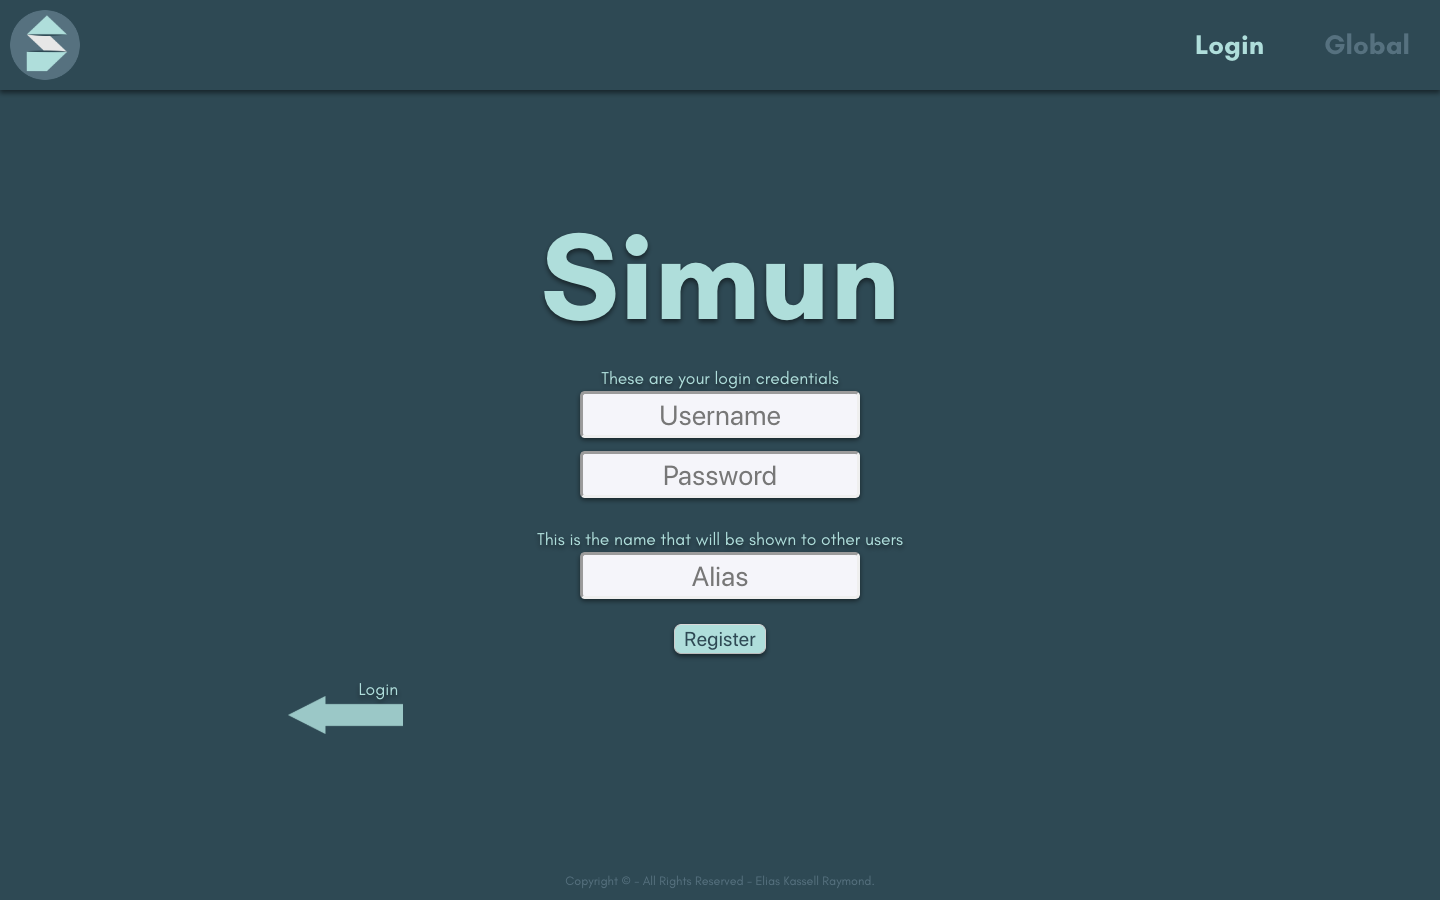 Login
Global
Simun
These are your login credentials
Username
Password
This is the name that will be shown to other users
Alias
Register
Login
Copyright © - All Rights Reserved - Elias Kassell Raymond.